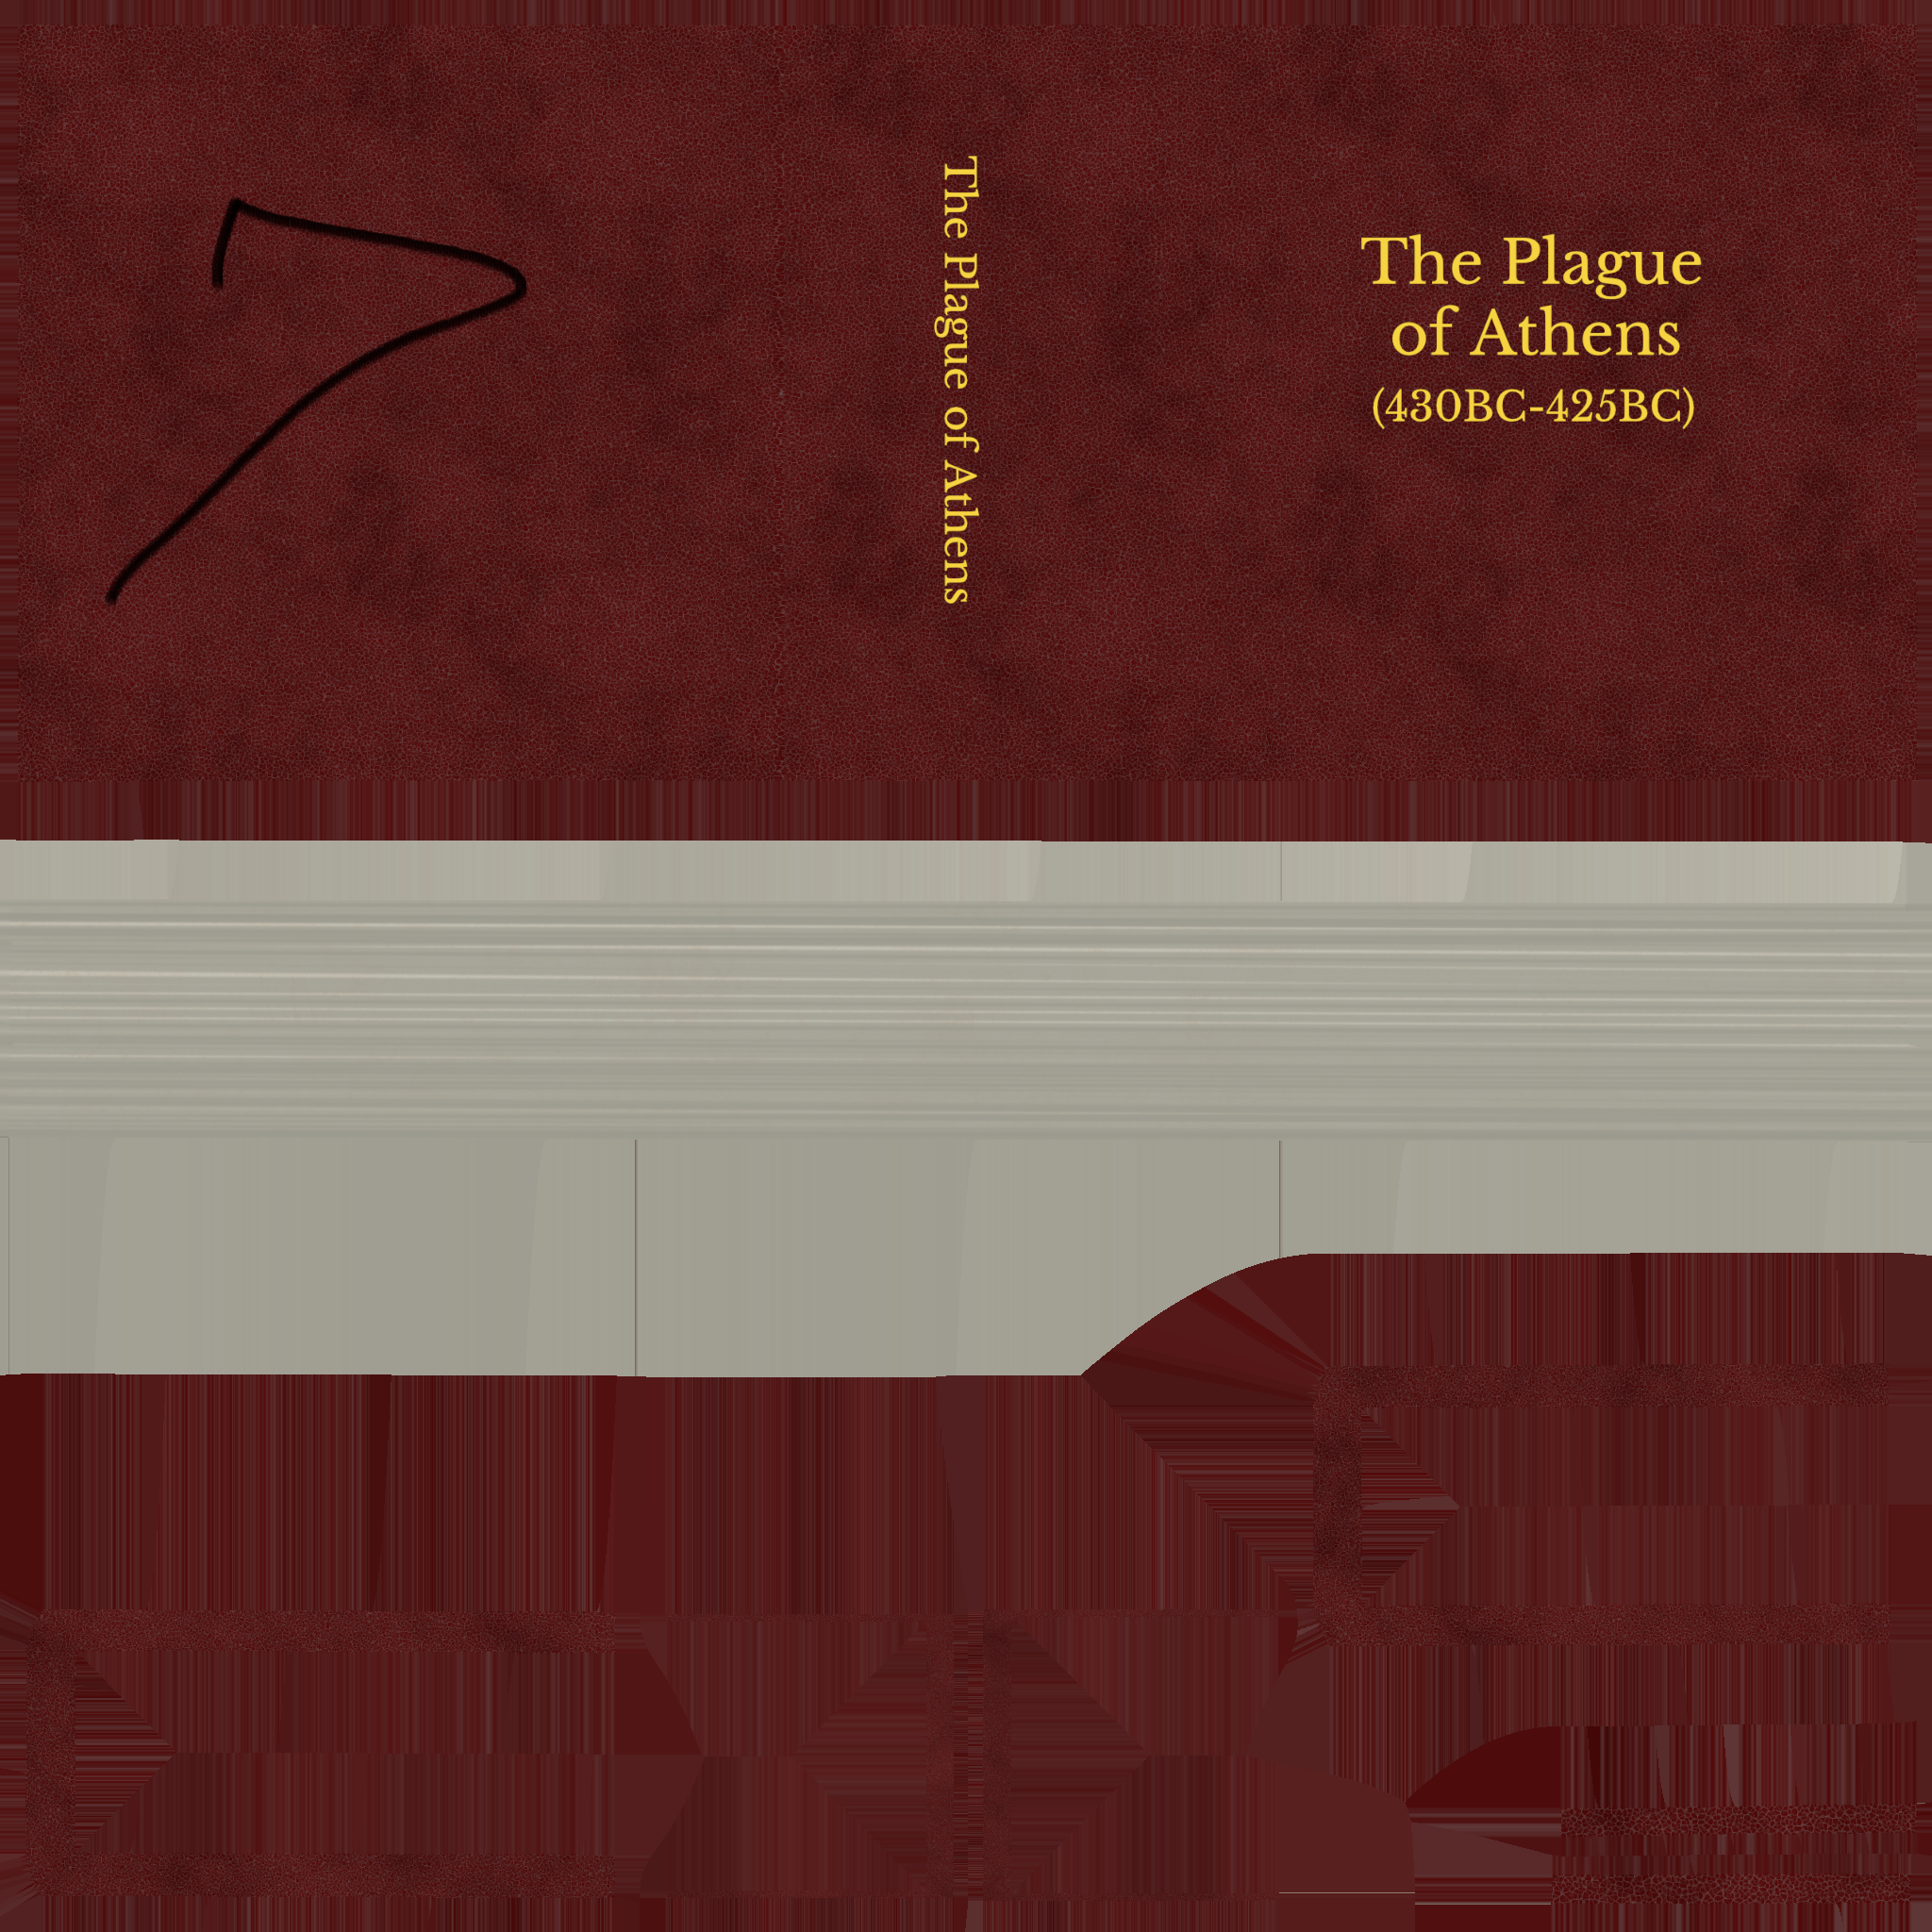 7
The Plague of Athens
The Plague
of Athens
(430BC-425BC)